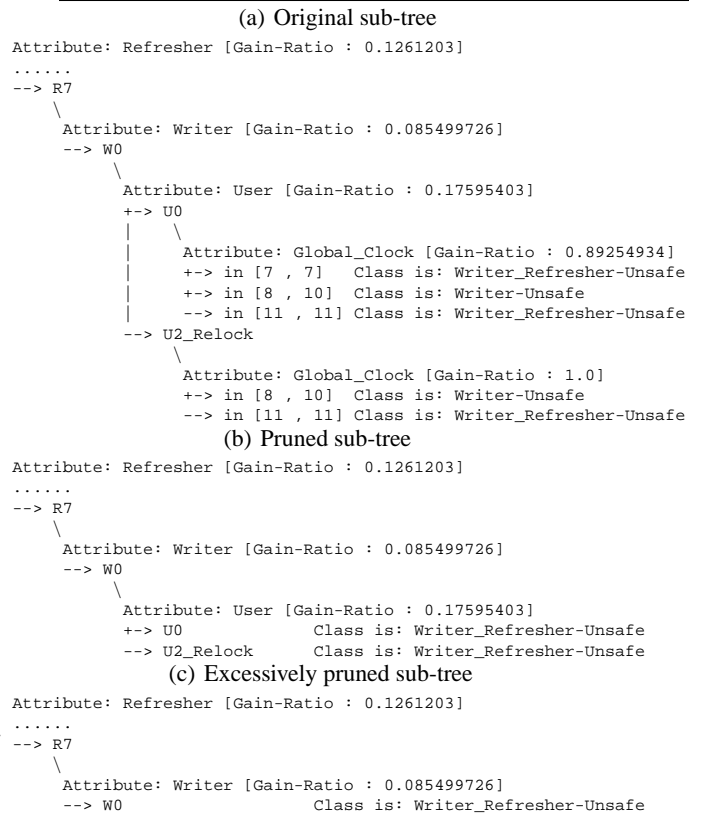 (a) Original sub-tree
Attribute: Refresher [Gain-Ratio : 0.1261203]
......
--> R7
\
Attribute: Writer [Gain-Ratio : 0.085499726]
--> W0
\
Attribute: User [Gain-Ratio : 0.17595403]
+-> U0
| \
| Attribute: Global_Clock [Gain-Ratio : 0.89254934]
| +-> in [7 , 7] Class is: Writer_Refresher-Unsafe
| +-> in [8 , 10] Class is: Writer-Unsafe
| --> in [11 , 11] Class is: Writer_Refresher-Unsafe
--> U2_Relock
\
Attribute: Global_Clock [Gain-Ratio : 1.0]
+-> in [8 , 10] Class is: Writer-Unsafe
--> in [11 , 11] Class is: Writer_Refresher-Unsafe
(b) Pruned sub-tree
Attribute: Refresher [Gain-Ratio : 0.1261203]
......
--> R7
\
Attribute: Writer [Gain-Ratio : 0.085499726]
--> W0
\
Attribute: User [Gain-Ratio : 0.17595403]
+-> U0 Class is: Writer_Refresher-Unsafe
--> U2_Relock Class is: Writer_Refresher-Unsafe
(c) Excessively pruned sub-tree
Attribute: Refresher [Gain-Ratio : 0.1261203]
......
--> R7
\
Attribute: Writer [Gain-Ratio : 0.085499726]
--> W0 Class is: Writer_Refresher-Unsafe